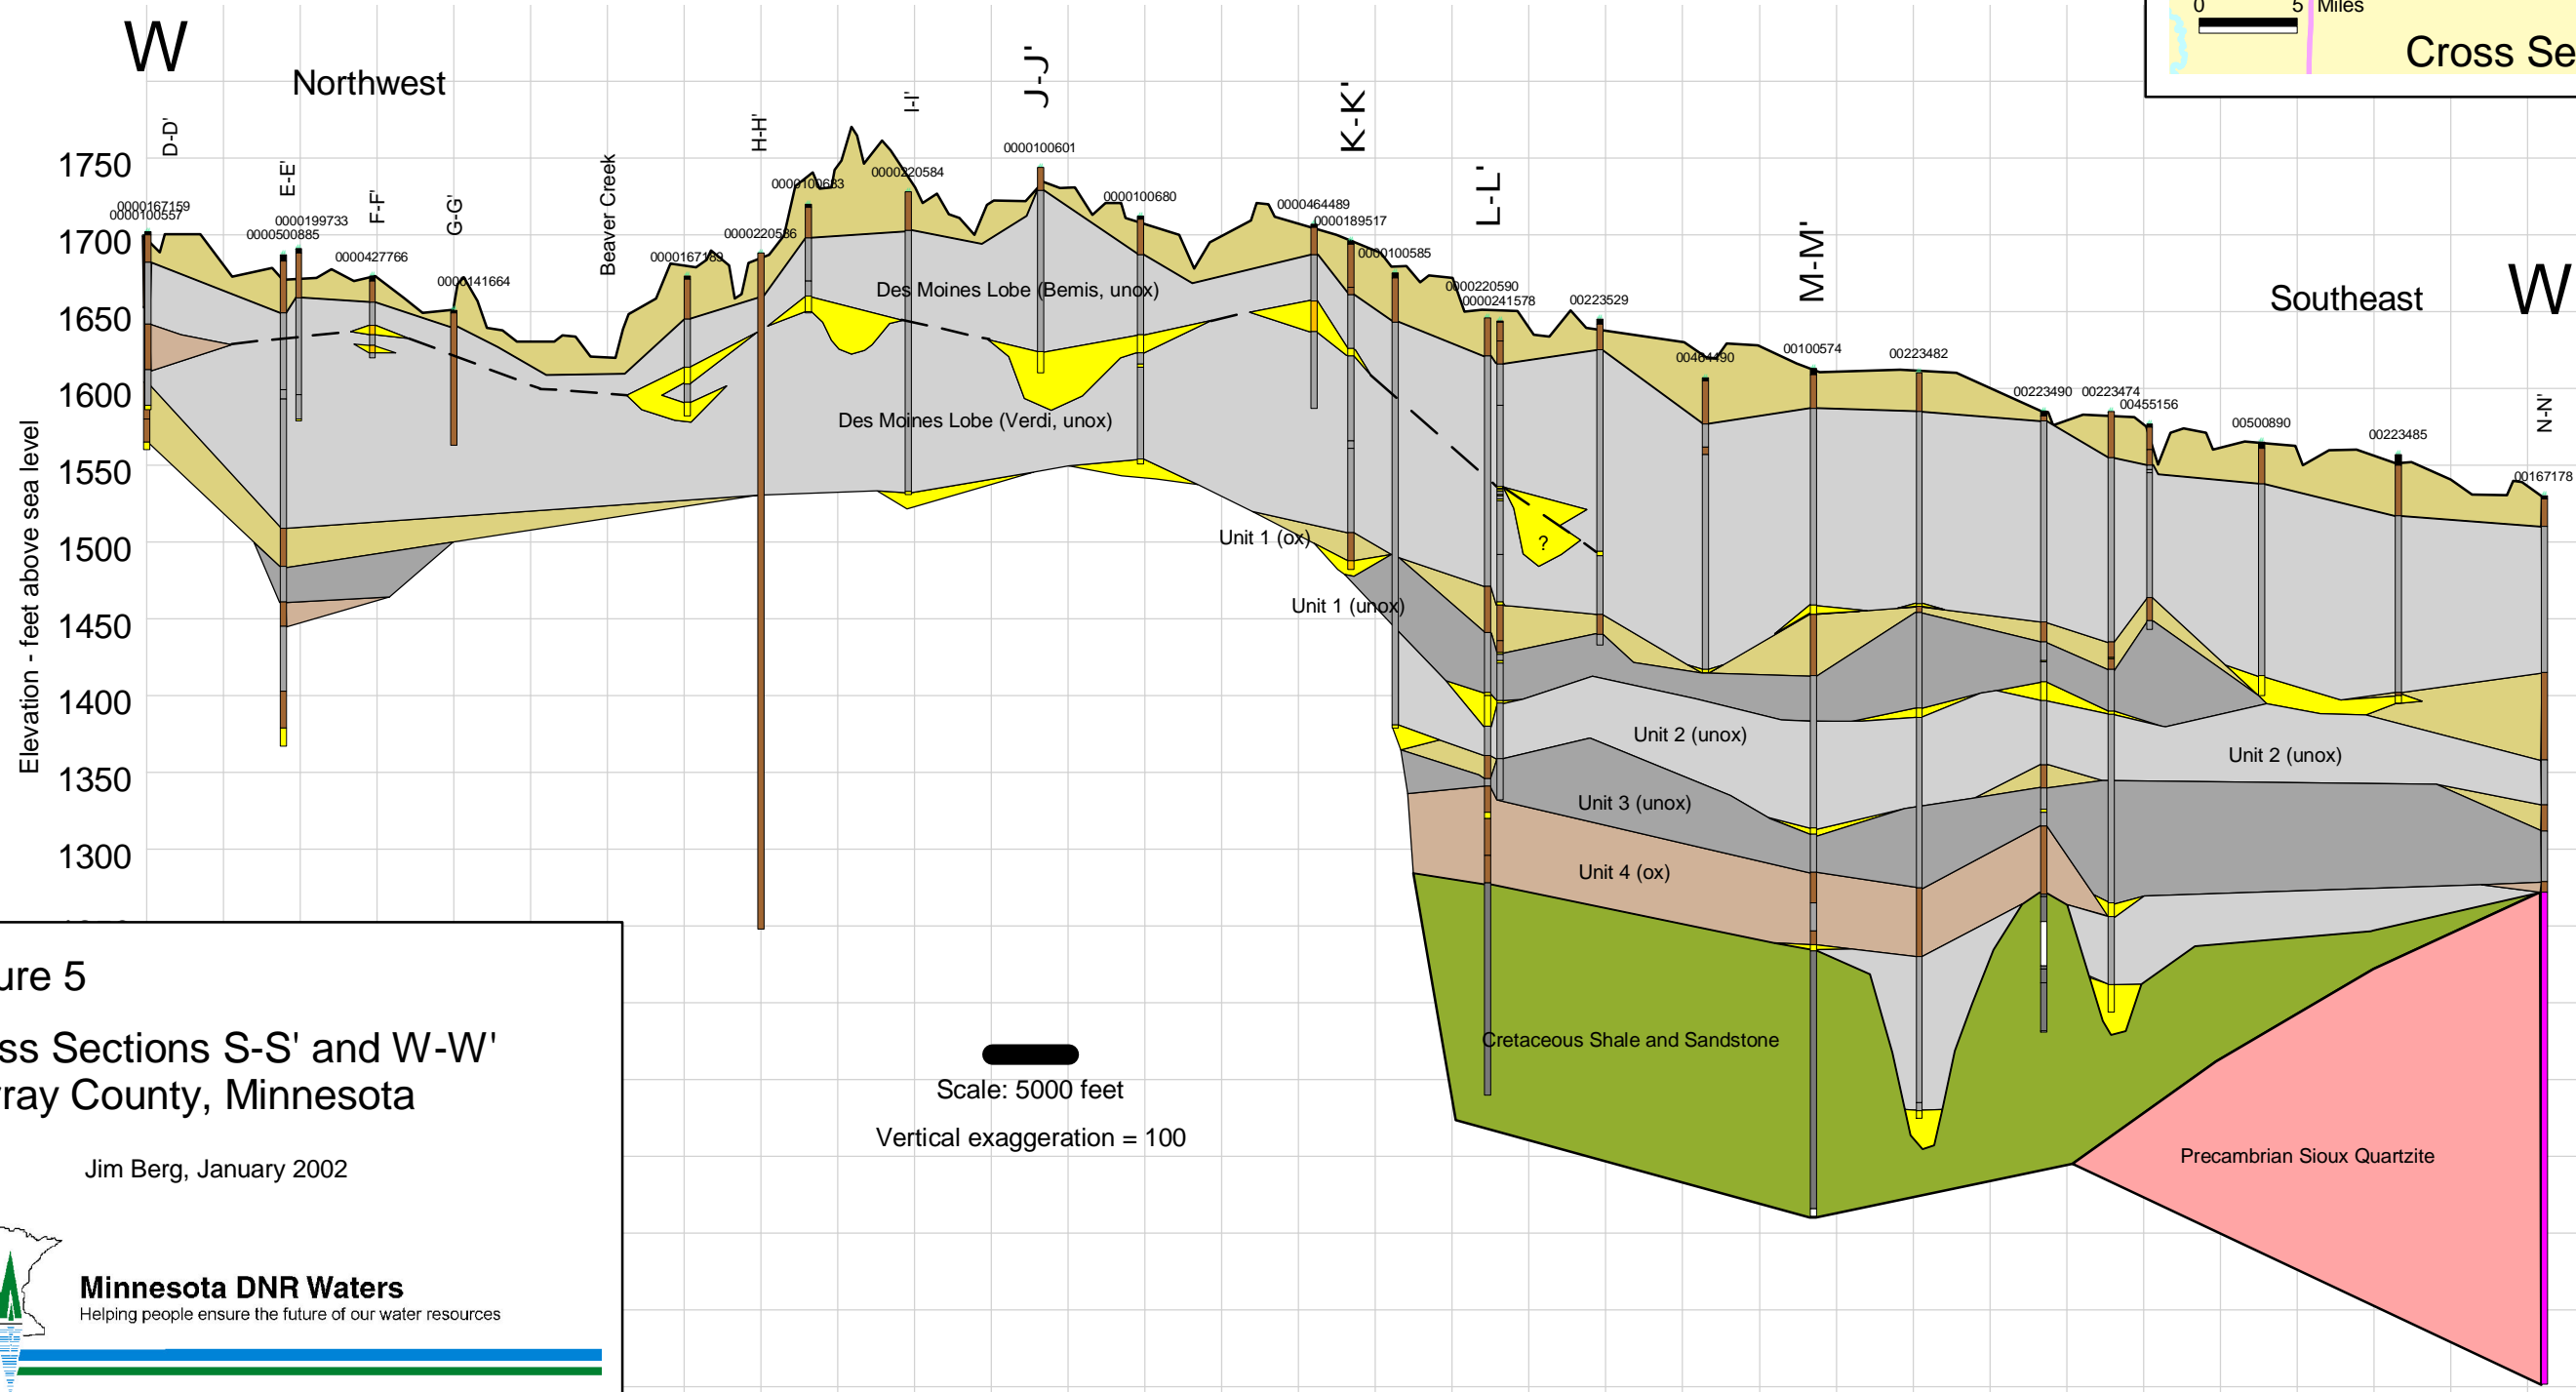 0 5 Miles
Cross Se
W
Northwest
Southeast
W
D-D'
E-E'
F-F'
G-G'
Beaver Creek
H-H'
I-I'
J-J'
K-K'
L-L'
M-M'
N-N'
Elevation - feet above sea level
1750
1700
1650
1600
1550
1500
1450
1400
1350
1300
0000167159
0000100557
0000199733
0000500885
0000427766
0000141664
0000167189
0000220586
0000100683
0000220584
0000100601
0000100680
0000464489
0000189517
0000100585
0000220590
0000241578
00223529
00464490
00100574
00223482
00223490
00223474
00455156
00500890
00223485
00167178
Des Moines Lobe (Bemis, unox)
Des Moines Lobe (Verdi, unox)
Unit 1 (ox)
?
Unit 1 (unox)
Unit 2 (unox)
Unit 2 (unox)
Unit 3 (unox)
Unit 4 (ox)
Cretaceous Shale and Sandstone
Precambrian Sioux Quartzite
Scale: 5000 feet
Vertical exaggeration = 100
ure 5
ss Sections S-S' and W-W'
ray County, Minnesota
Jim Berg, January 2002
Minnesota DNR Waters
Helping people ensure the future of our water resources